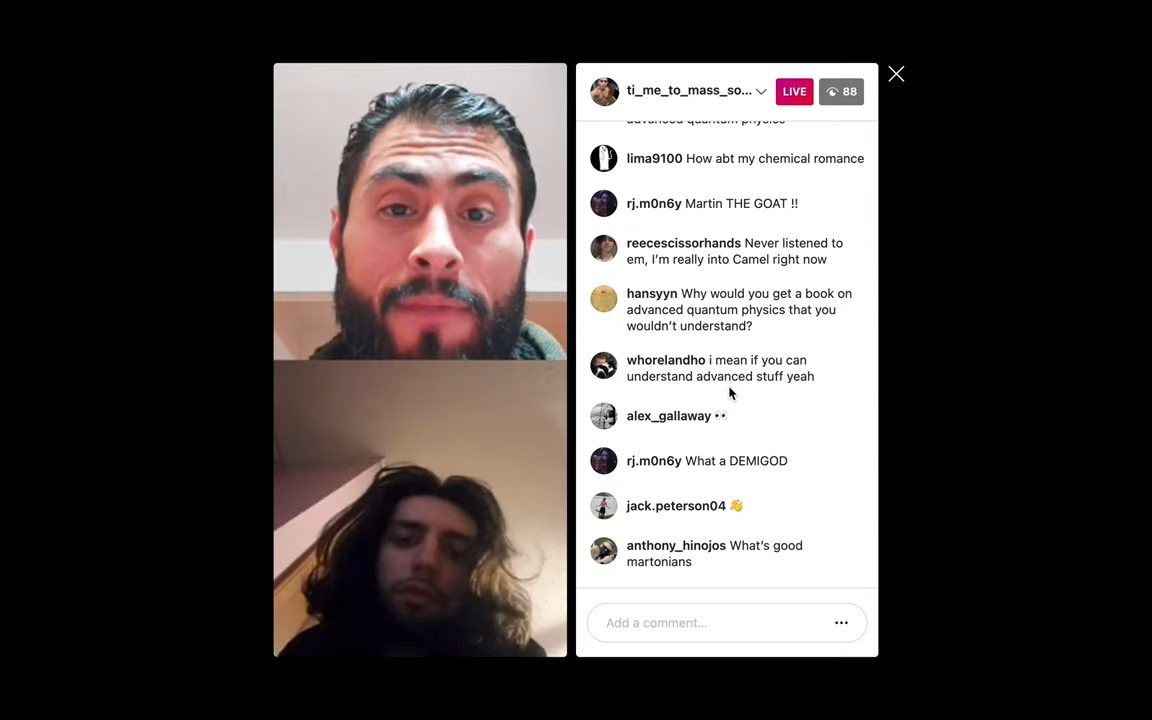 ti_me_to_mass_so...
LIVE
88
advanced quantum physics
lima9100 How abt my chemical romance
rj.m0n6y Martin THE GOAT !!
reecescissorhands Never listened to
em, I'm really into Camel right now
hansyyn Why would you get a book on
advanced quantum physics that you
wouldn't understand?
whorelandho i mean if you can
understand advanced stuff yeah
alex_gallaway 👀
rj.m0n6y What a DEMIGOD
jack.peterson04 👏
anthony_hinojos What's good
martonians
Add a comment...